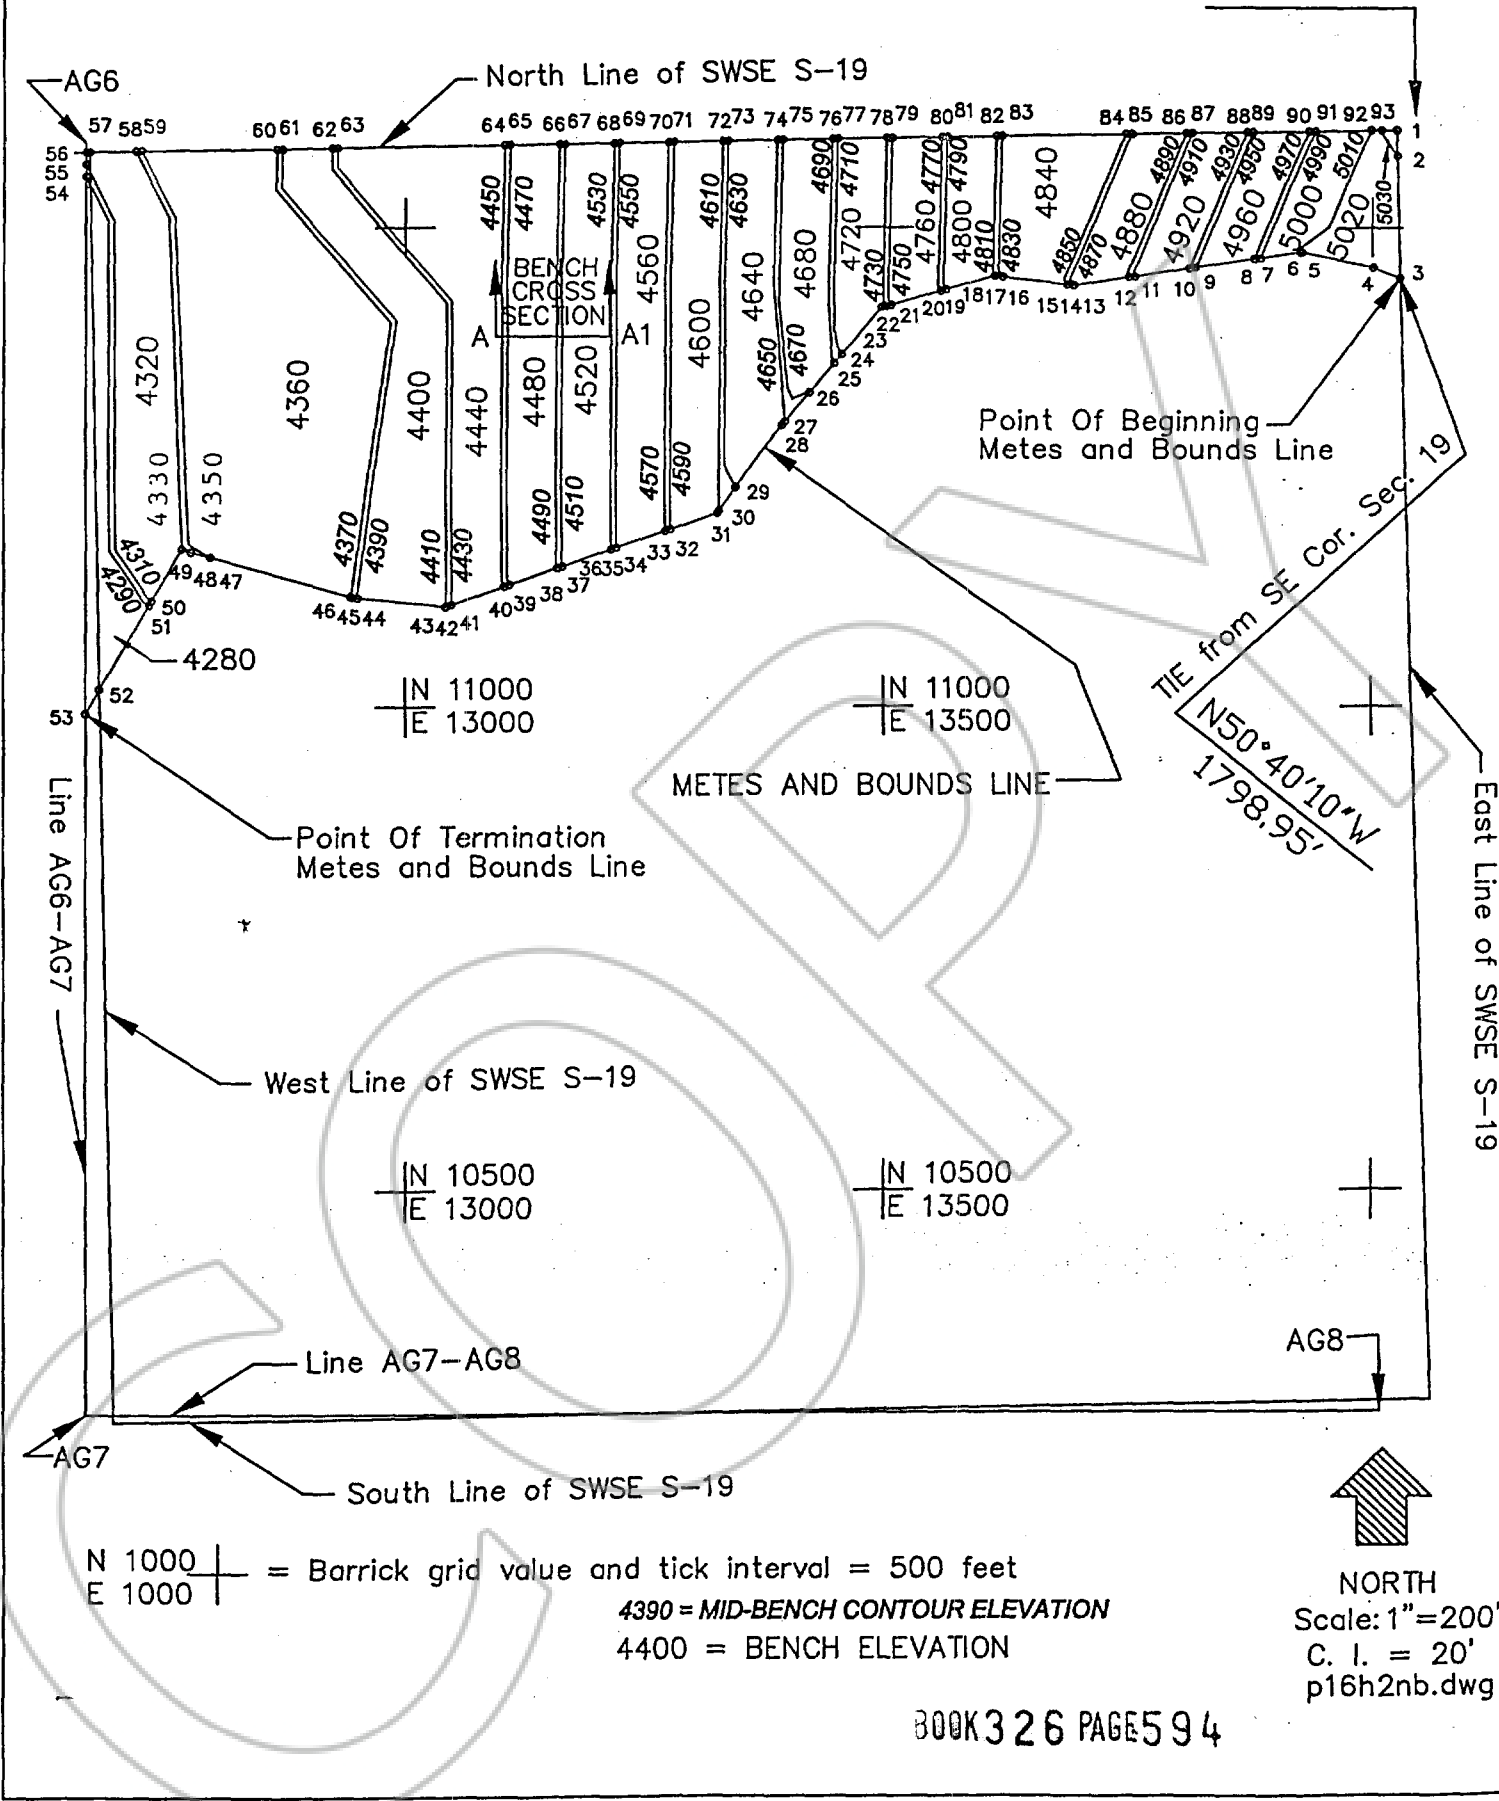 AG6
North Line of SWSE S-19
57 58 59 60 61 62 63 64 65 66 67 68 69 70 71 72 73 74 75 76 77 78 79 80 81 82 83 84 85 86 87 88 89 90 91 92 93 1
56
55
54
2
3
4
4450
4470
4530
4550
4610
4630
4690
4710
4770
4790
4840
4890
4910
4930
4950
4970
4990
5010
5030
4320
4360
4400
4440
4480
4520
4560
4600
4640
4680
4720
4760
4800
4880
4920
4960
5000
5020
BENCH
CROSS
SECTION
A
A1
4650
4670
4730
4750
4810
4830
4850
4870
4330
4350
4310
4290
4370
4390
4410
4430
4490
4510
4570
4590
22 21 20 19 18 17 16 15 14 13 12 11 10 9 8 7 6 5
23
24
25
26
27
28
29
30
31
49 48 47 46 45 44 43 42 41 40 39 38 37 36 35 34 33 32
50
51
4280
52
53
Point Of Beginning
Metes and Bounds Line
TIE from SE Cor. Sec. 19
N50°40'10"W
1798.95'
N 11000
E 13000
N 11000
E 13500
METES AND BOUNDS LINE
Line AG6-AG7
Point Of Termination
Metes and Bounds Line
East Line of SWSE S-19
West Line of SWSE S-19
N 10500
E 13000
N 10500
E 13500
AG8
Line AG7-AG8
AG7
South Line of SWSE S-19
N 1000
E 1000
= Barrick grid value and tick interval = 500 feet
4390 = MID-BENCH CONTOUR ELEVATION
4400 = BENCH ELEVATION
NORTH
Scale: 1"=200'
C. I. = 20'
p16h2nb.dwg
BOOK 326 PAGE 594
COPY